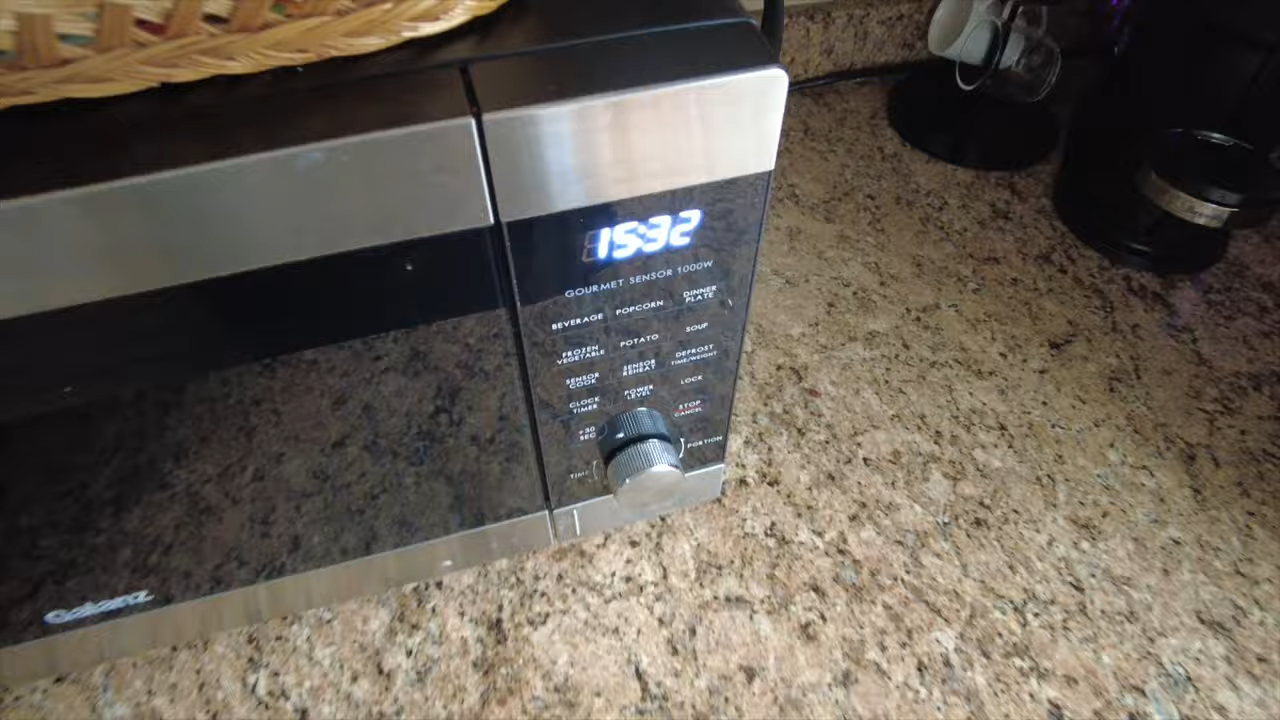 15:32
GOURMET SENSOR 1000W
BEVERAGE
POPCORN
DINNER
PLATE
FROZEN
VEGETABLE
POTATO
SOUP
SENSOR
COOK
SENSOR
REHEAT
DEFROST
TIME/WEIGHT
CLOCK
TIMER
POWER
LEVEL
LOCK
+30
SEC
STOP
CANCEL
TIME
PORTION
Galanz